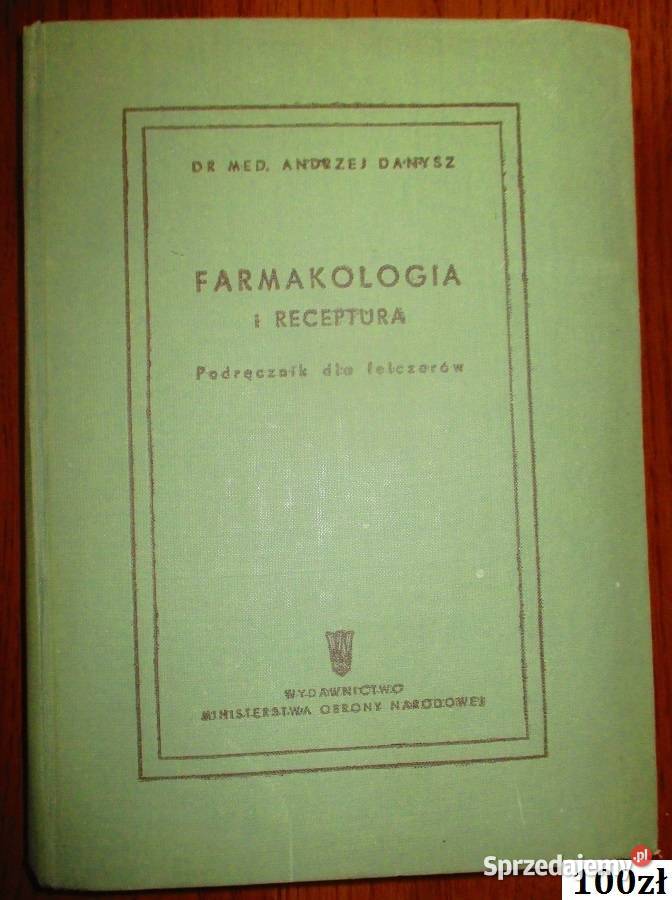 DR MED. ANDRZEJ DANYSZ
FARMAKOLOGIA
i RECEPTURA
Podręcznik dla felczerów
WYDAWNICTWO
MINISTERSTWA OBRONY NARODOWEJ
Sprzedajemy.pl
100zł